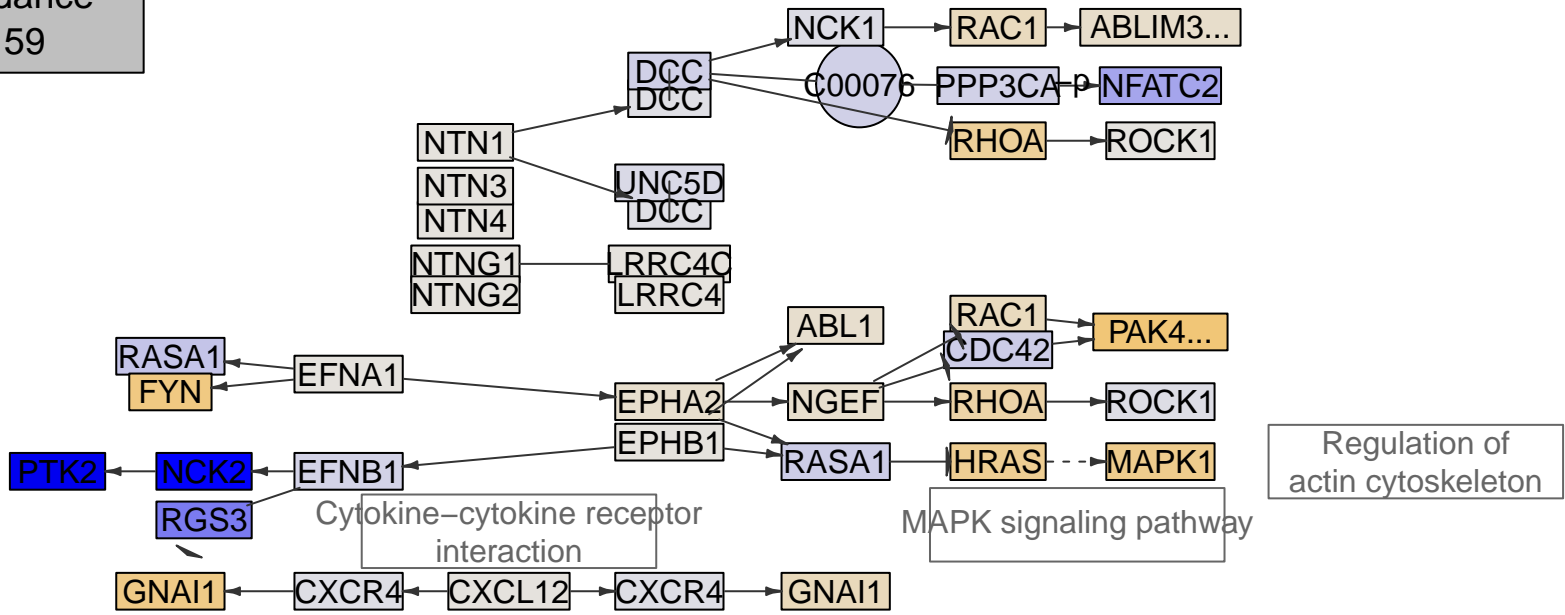 59
NCK1
RAC1
ABLIM3...
DCC
DCC
C00076
PPP3CA
+p
NFATC2
NTN1
RHOA
ROCK1
NTN3
UNC5D
NTN4
DCC
NTNG1
LRRC4C
NTNG2
LRRC4
RAC1
ABL1
PAK4...
RASA1
CDC42
EFNA1
FYN
EPHA2
NGEF
RHOA
ROCK1
EPHB1
PTK2
NCK2
EFNB1
RASA1
HRAS
MAPK1
Regulation of
actin cytoskeleton
RGS3
Cytokine−cytokine receptor
interaction
MAPK signaling pathway
GNAI1
CXCR4
CXCL12
CXCR4
GNAI1